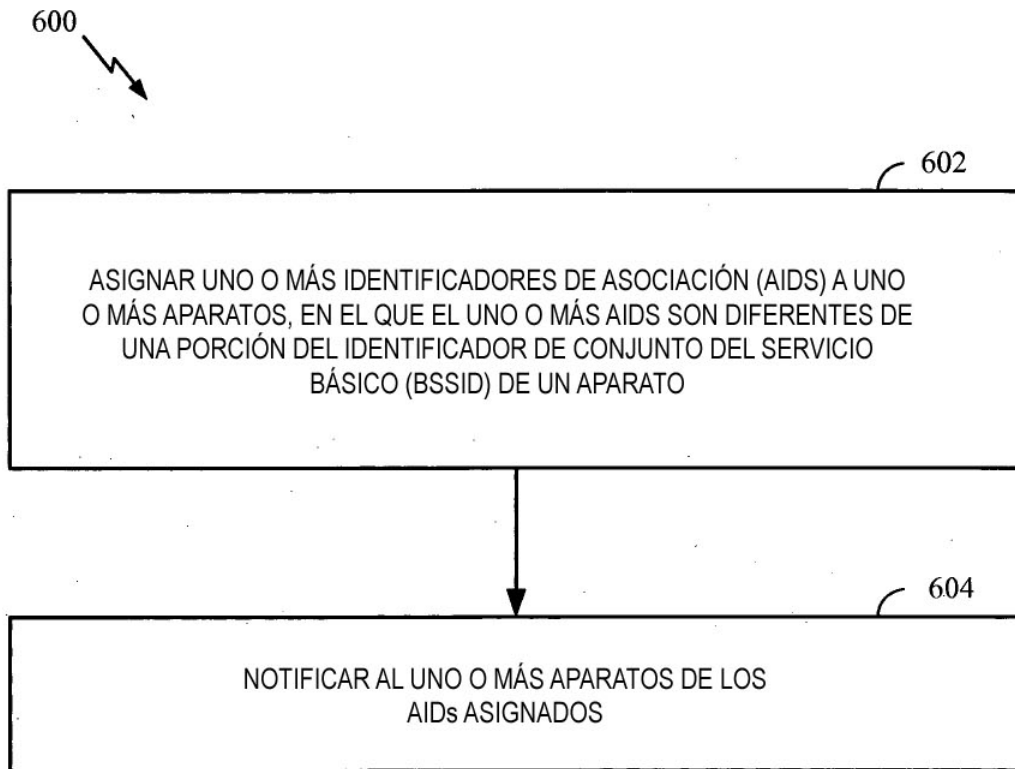 600
602
ASIGNAR UNO O MÁS IDENTIFICADORES DE ASOCIACIÓN (AIDS) A UNO
O MÁS APARATOS, EN EL QUE EL UNO O MÁS AIDS SON DIFERENTES DE
UNA PORCIÓN DEL IDENTIFICADOR DE CONJUNTO DEL SERVICIO
BÁSICO (BSSID) DE UN APARATO
604
NOTIFICAR AL UNO O MÁS APARATOS DE LOS
AIDs ASIGNADOS